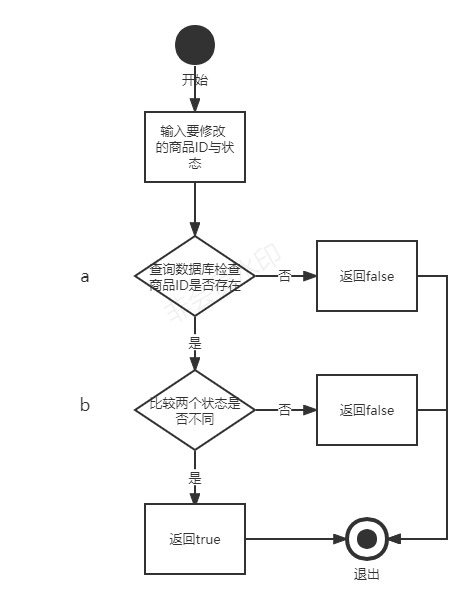 开始
输入要修改
的商品ID与状
态
a
查询数据库检查
商品ID是否存在
否
返回false
是
b
比较两个状态是
否不同
否
返回false
是
返回true
退出